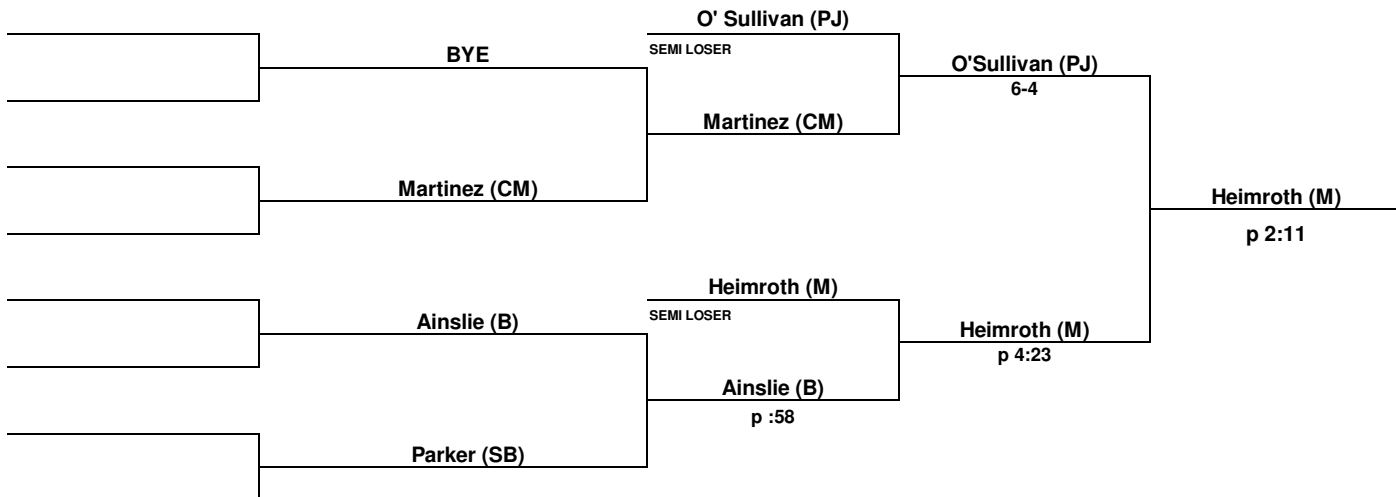 O' Sullivan (PJ)
SEMI LOSER
BYE
O'Sullivan (PJ)
6-4
Martinez (CM)
Martinez (CM)
Heimroth (M)
p 2:11
Heimroth (M)
SEMI LOSER
Ainslie (B)
Heimroth (M)
p 4:23
Ainslie (B)
p :58
Parker (SB)